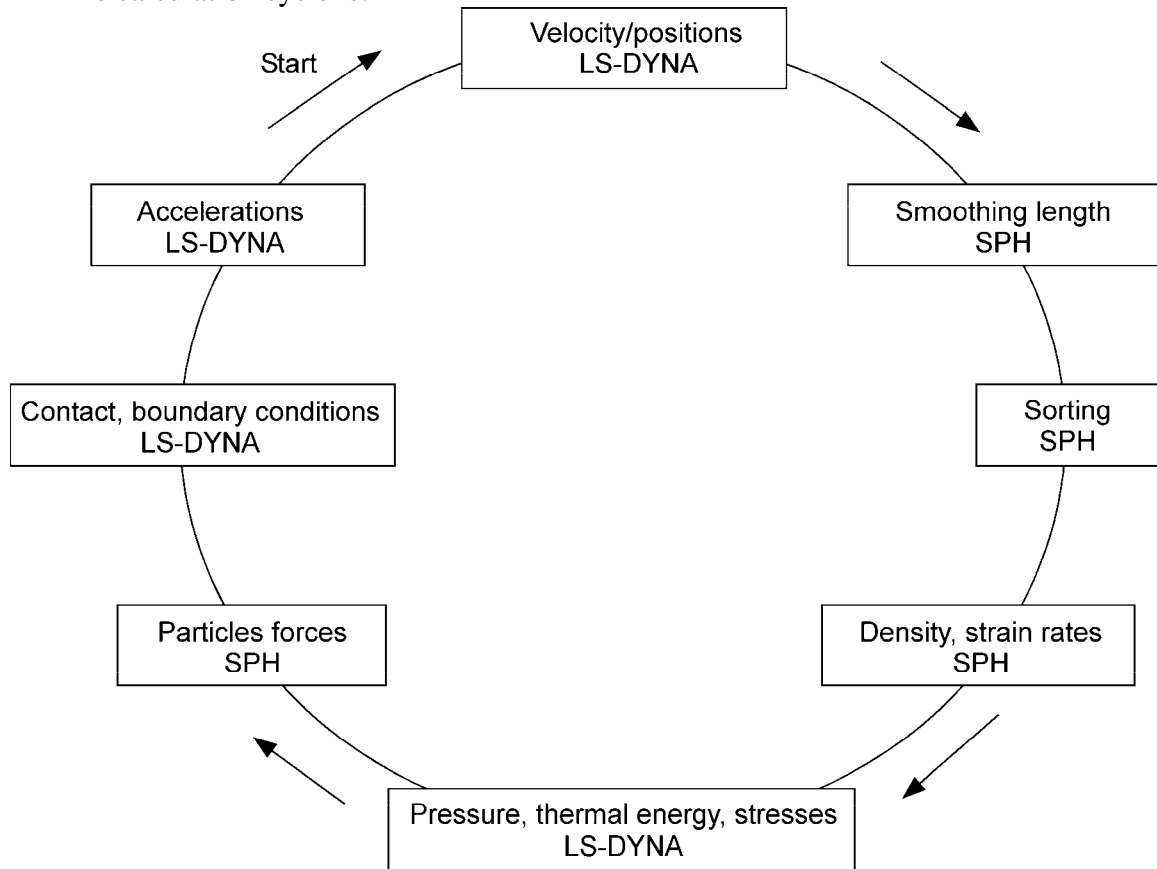 Start
Velocity/positions
LS-DYNA
Smoothing length
SPH
Sorting
SPH
Density, strain rates
SPH
Pressure, thermal energy, stresses
LS-DYNA
Particles forces
SPH
Contact, boundary conditions
LS-DYNA
Accelerations
LS-DYNA